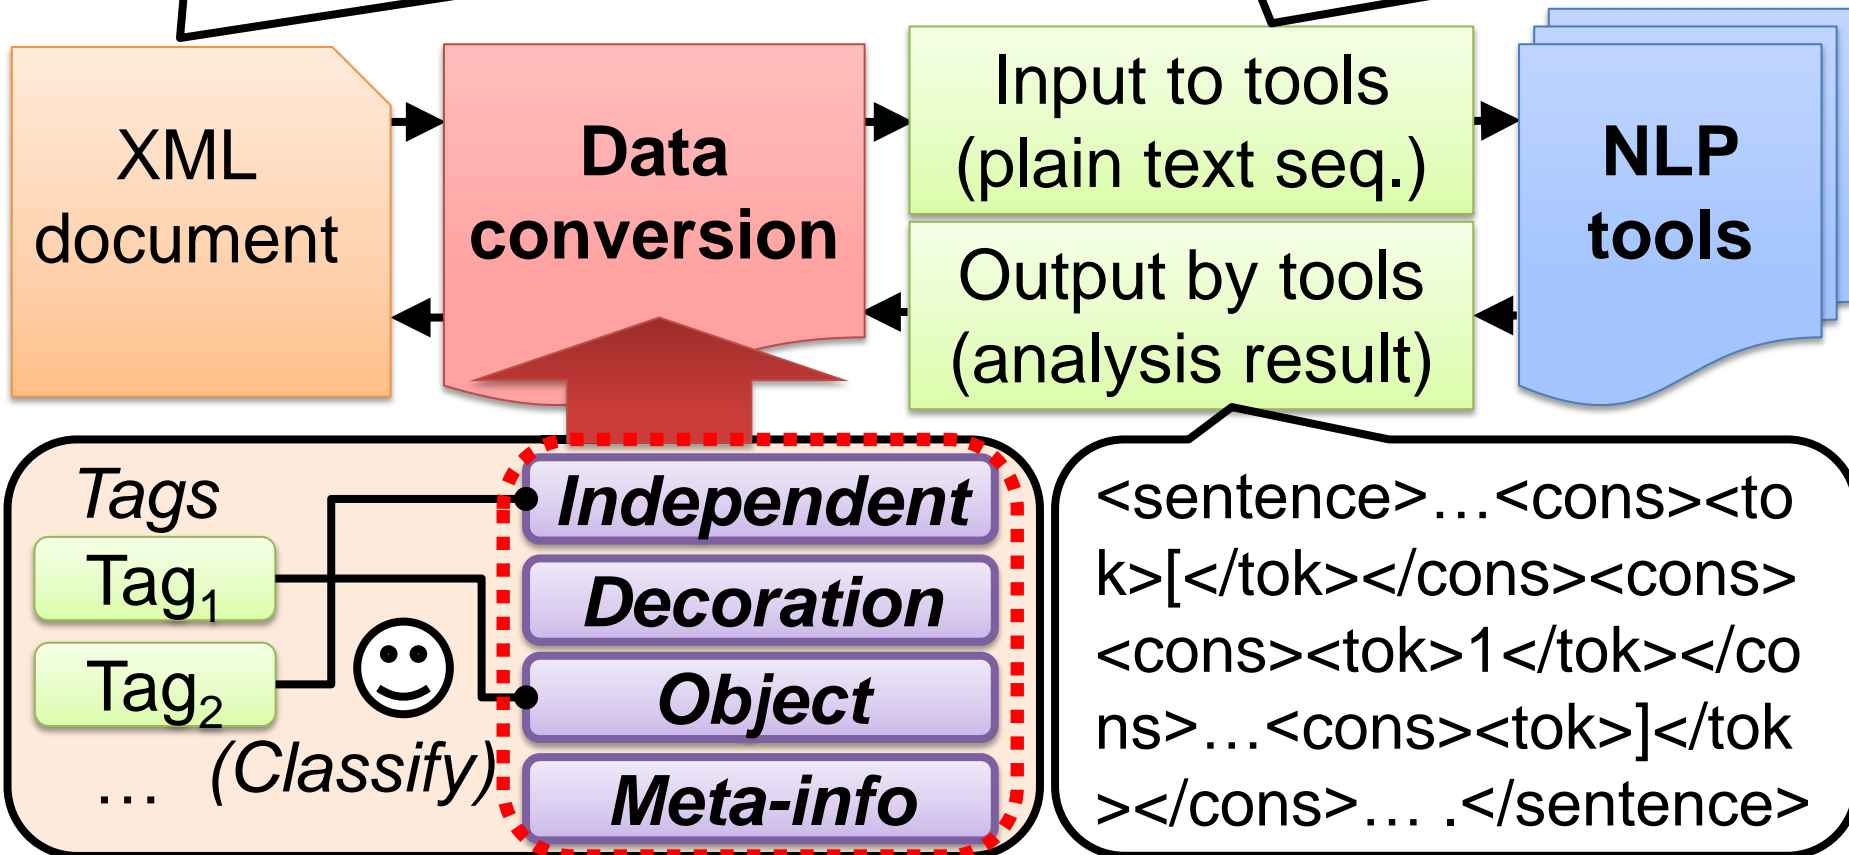 XML
document
Data
conversion
Input to tools
(plain text seq.)
Output by tools
(analysis result)
NLP
tools
Tags
Tag1
Tag2
…
(Classify)
Independent
Decoration
Object
Meta-info
<sentence>…<cons><to
k>[</tok></cons><cons>
<cons><tok>1</tok></co
ns>…<cons><tok>]</tok
></cons>… .</sentence>